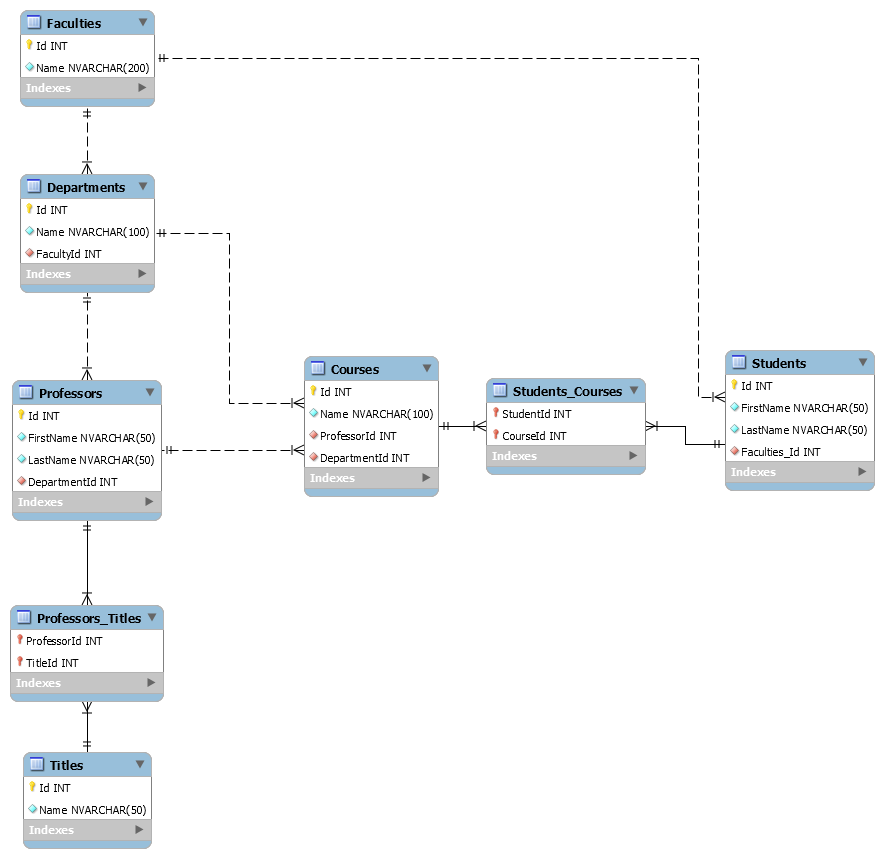 Faculties
Id INT
Name NVARCHAR(200)
Indexes
Departments
Id INT
Name NVARCHAR(100)
FacultyId INT
Indexes
Professors
Id INT
FirstName NVARCHAR(50)
LastName NVARCHAR(50)
DepartmentId INT
Indexes
Courses
Id INT
Name NVARCHAR(100)
ProfessorId INT
DepartmentId INT
Indexes
Students_Courses
StudentId INT
CourseId INT
Indexes
Students
Id INT
FirstName NVARCHAR(50)
LastName NVARCHAR(50)
Faculties_Id INT
Indexes
Professors_Titles
ProfessorId INT
TitleId INT
Indexes
Titles
Id INT
Name NVARCHAR(50)
Indexes